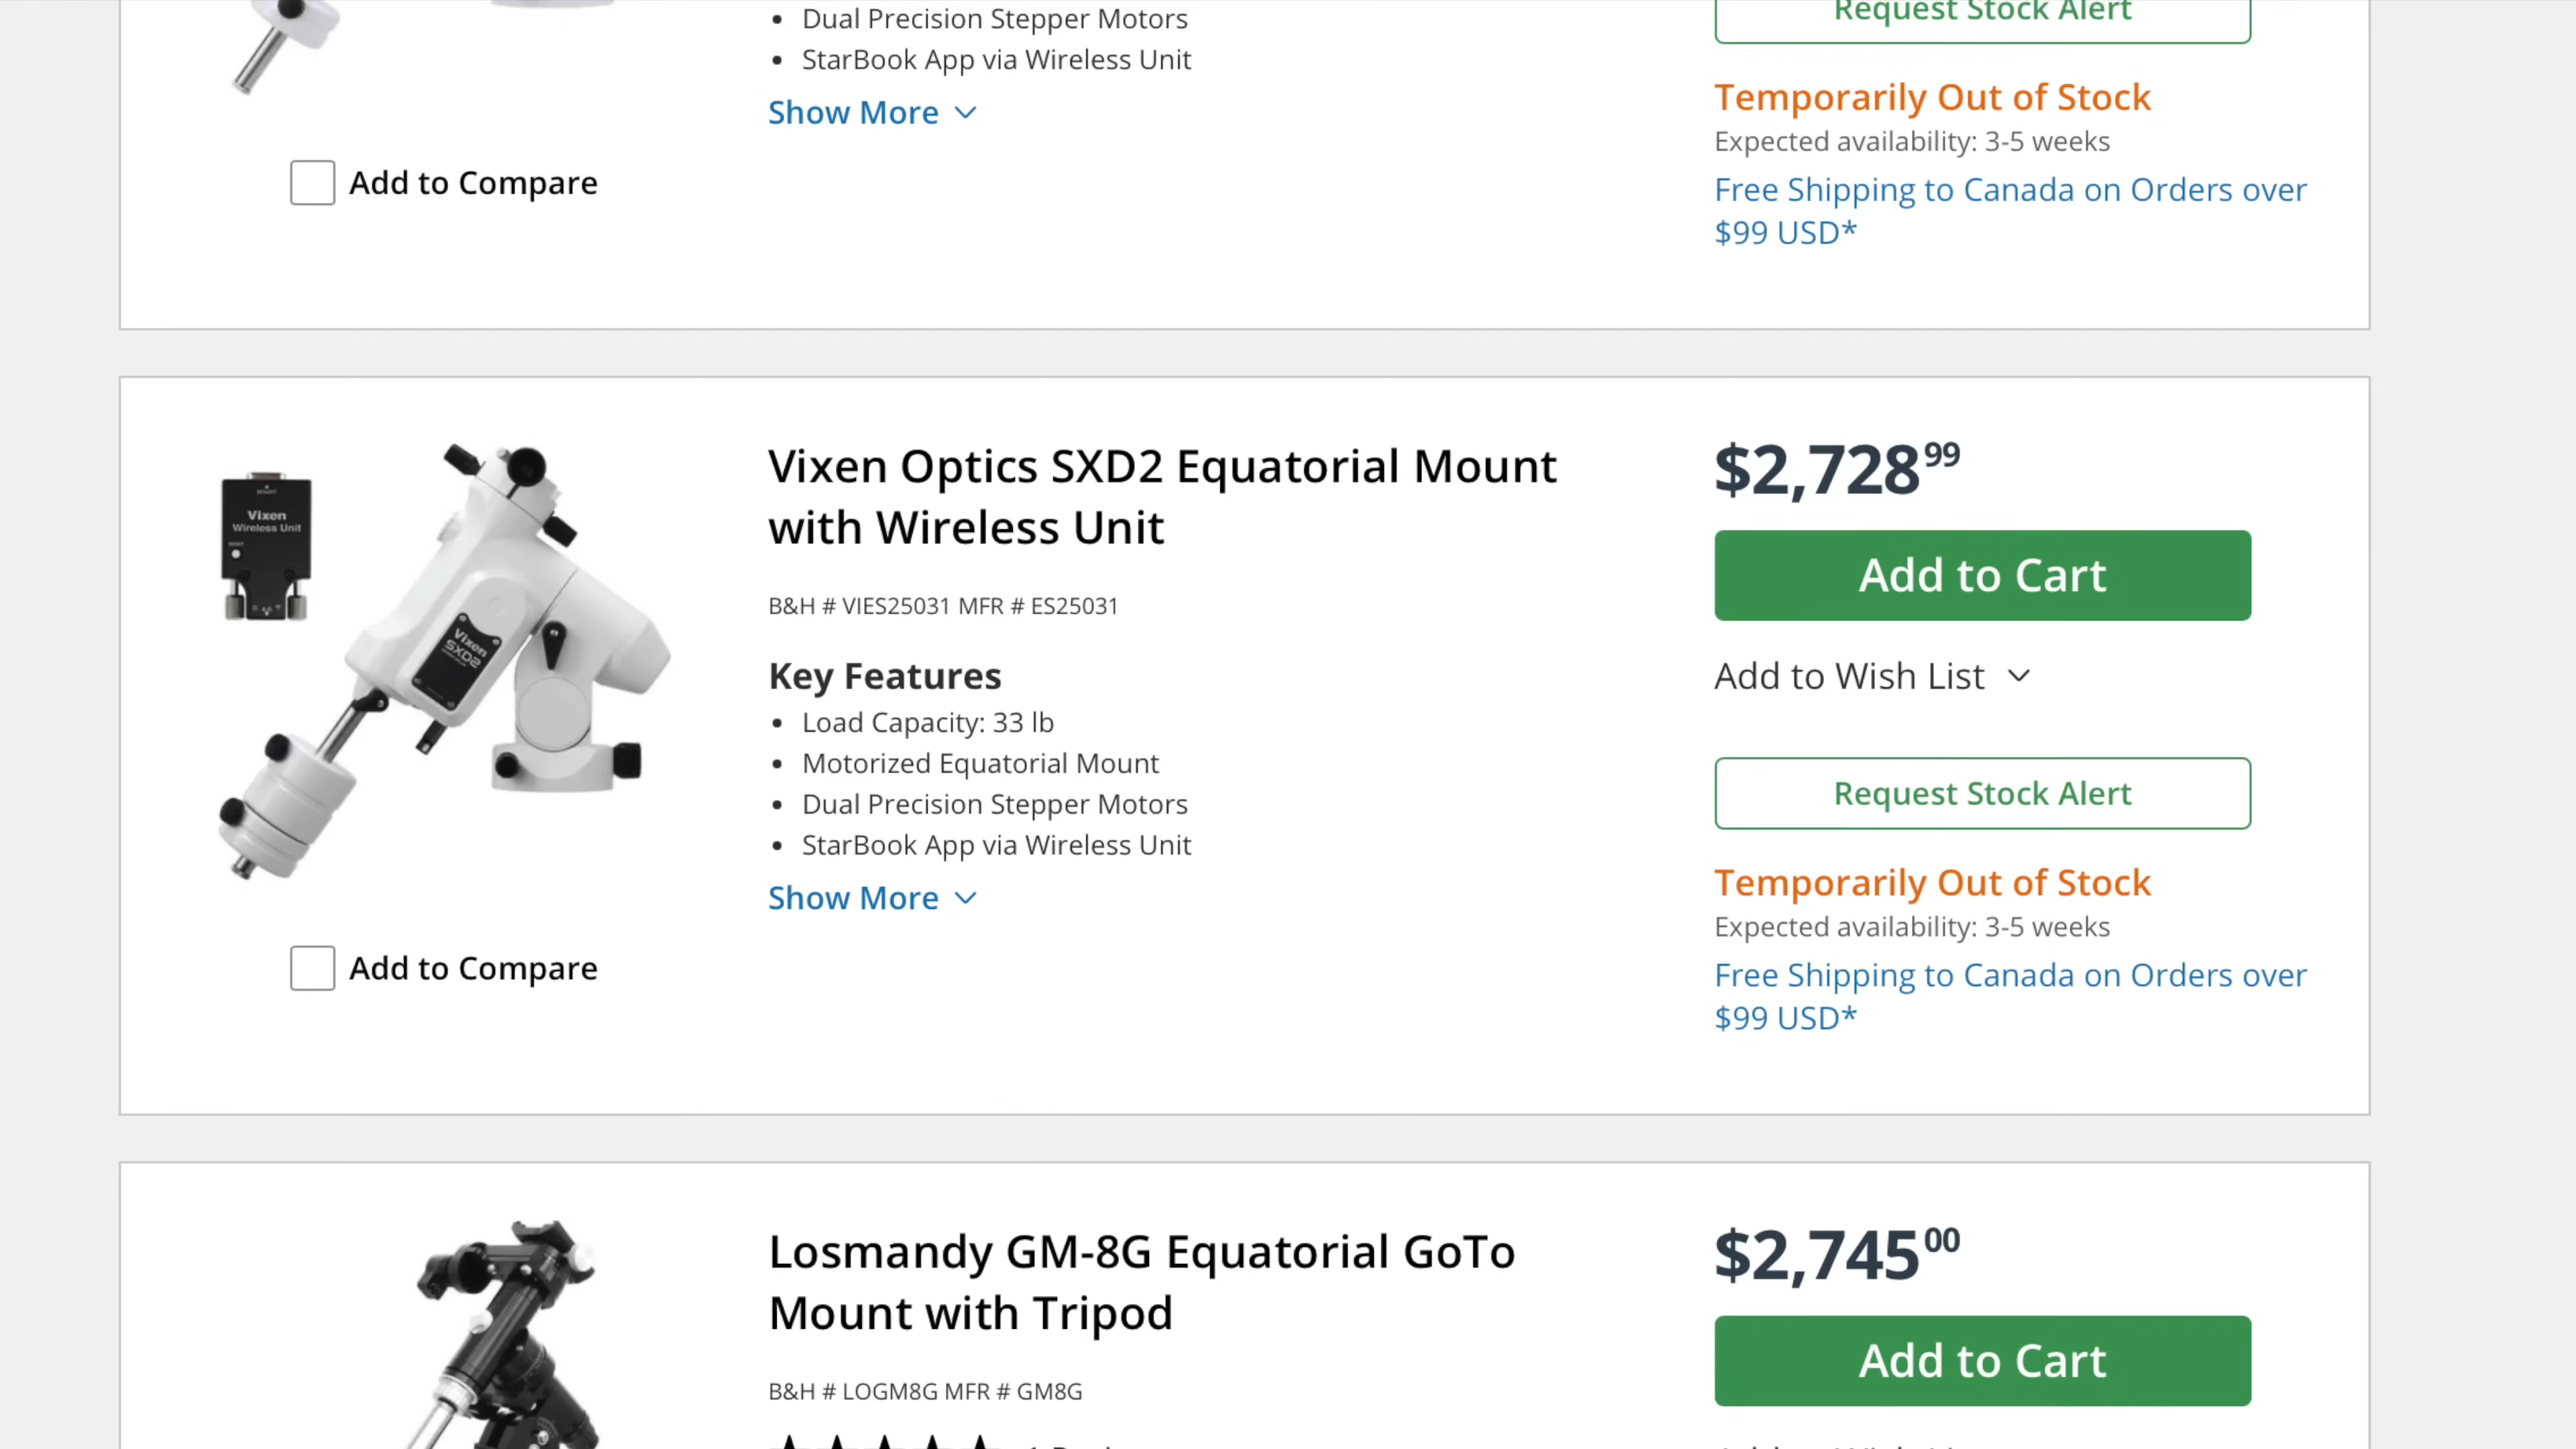 Dual Precision Stepper Motors
StarBook App via Wireless Unit
Show More
Add to Compare
Request Stock Alert
Temporarily Out of Stock
Expected availability: 3-5 weeks
Free Shipping to Canada on Orders over
$99 USD*
MOUNT
Vixen
Wireless Unit
RESET
Vixen
SXD2
Add to Compare
Vixen Optics SXD2 Equatorial Mount
with Wireless Unit
B&H # VIES25031 MFR # ES25031
Key Features
Load Capacity: 33 lb
Motorized Equatorial Mount
Dual Precision Stepper Motors
StarBook App via Wireless Unit
Show More
$2,728 99
Add to Cart
Add to Wish List
Request Stock Alert
Temporarily Out of Stock
Expected availability: 3-5 weeks
Free Shipping to Canada on Orders over
$99 USD*
Losmandy GM-8G Equatorial GoTo
Mount with Tripod
B&H # LOGM8G MFR # GM8G
$2,745 00
Add to Cart